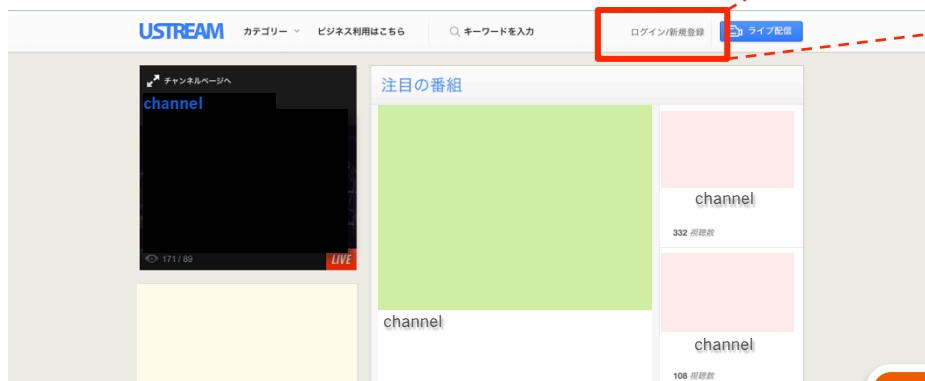 USTREAM カテゴリー ビジネス利用はこちら キーワードを入力 ログイン/新規登録 ライブ配信
チャンネルページへ
channel
171 / 89
LIVE
注目の番組
channel
channel
332 視聴数
channel
108 視聴数